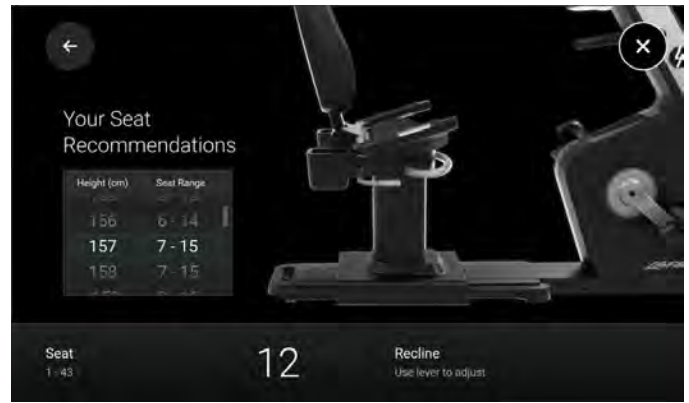 Your Seat
Recommendations
Height (cm) Seat Range
156 6 - 14
157 7 - 15
158 7 - 15
Seat
1 - 43
12
Recline
Use lever to adjust